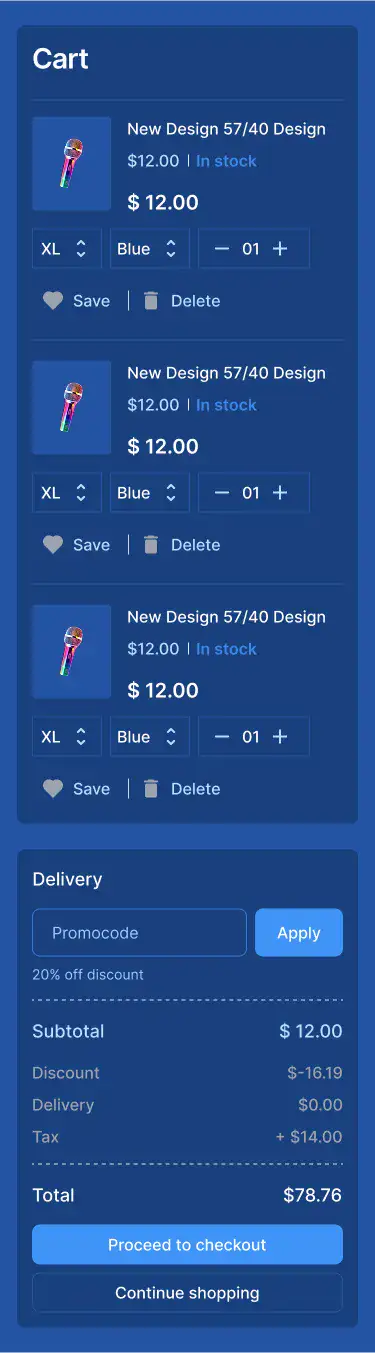 Cart
New Design 57/40 Design
$12.00 | In stock
$ 12.00
XL Blue 01
Save | Delete
New Design 57/40 Design
$12.00 | In stock
$ 12.00
XL Blue 01
Save | Delete
New Design 57/40 Design
$12.00 | In stock
$ 12.00
XL Blue 01
Save | Delete
Delivery
Promocode Apply
20% off discount
Subtotal $ 12.00
Discount $-16.19
Delivery $0.00
Tax + $14.00
Total $78.76
Proceed to checkout
Continue shopping